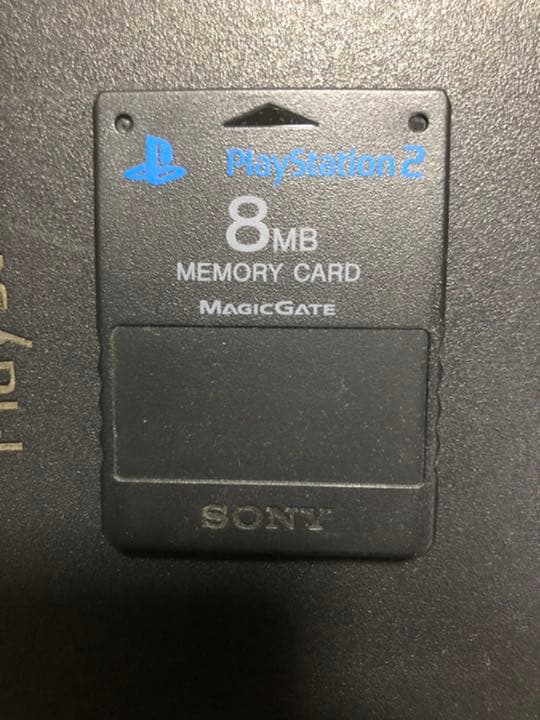 PlayStation 2
8MB
MEMORY CARD
MAGICGATE
SONY